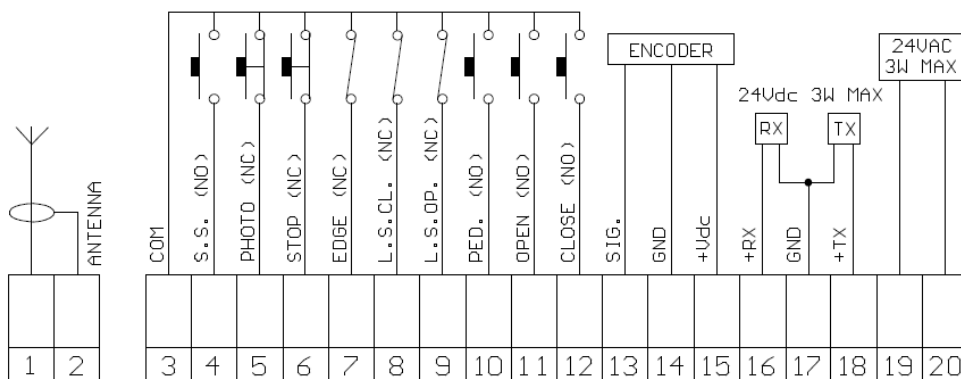 ENCODER
24VAC
3W MAX
24Vdc 3W MAX
RX
TX
ANTENNA
COM
S.S. (NO)
PHOTO (NC)
STOP (NC)
EDGE (NC)
L.S.CL. (NC)
L.S.OP. (NC)
PED. (NO)
OPEN (NO)
CLOSE (NO)
SIG.
GND
+Vdc
+RX
GND
+TX
1 2 3 4 5 6 7 8 9 10 11 12 13 14 15 16 17 18 19 20